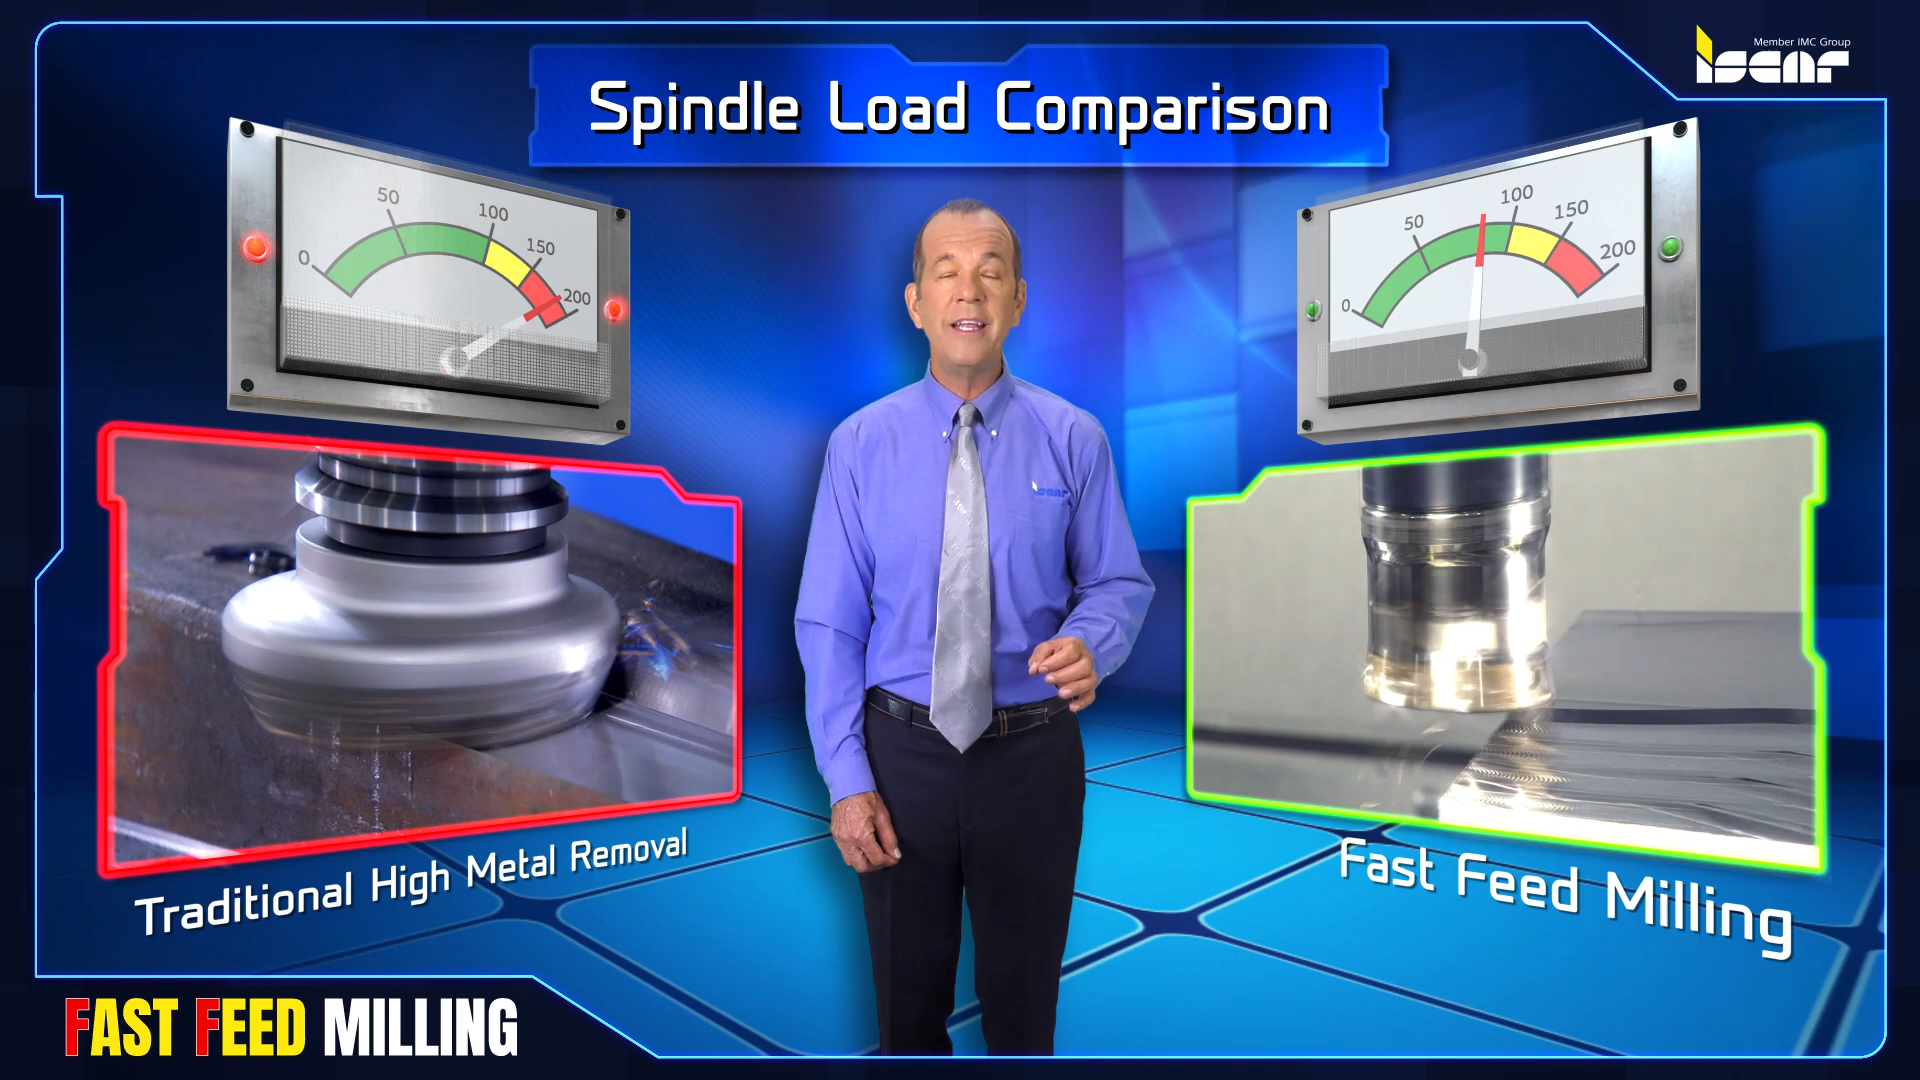 Member IMC Group
iscar
Spindle Load Comparison
0
50
100
150
200
0
50
100
150
200
iscar
Traditional High Metal Removal
Fast Feed Milling
FAST FEED MILLING